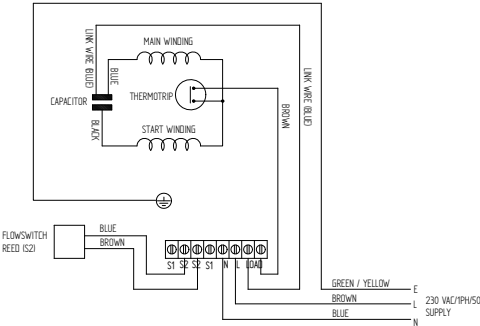 MAIN WINDING
LINK WIRE (BLUE)
BLUE
LINK WIRE (BLUE)
THERMOTRIP
CAPACITOR
BROWN
BLACK
START WINDING
FLOWSWITCH
REED (S2)
BLUE
BROWN
S1 S2 S2 S1 N L LOAD
GREEN / YELLOW
E
BROWN
L
230 VAC/1PH/50
SUPPLY
BLUE
N